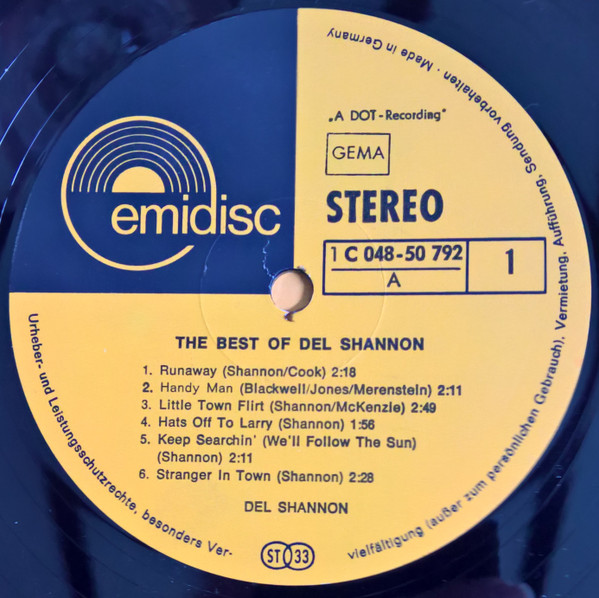 „A DOT-Recording"
GEMA
emidisc
STEREO
1 C 048-50 792
A
1
THE BEST OF DEL SHANNON
1. Runaway (Shannon/Cook) 2:18
2. Handy Man (Blackwell/Jones/Merenstein) 2:11
3. Little Town Flirt (Shannon/McKenzie) 2:49
4. Hats Off To Larry (Shannon) 1:56
5. Keep Searchin' (We'll Follow The Sun)
(Shannon) 2:11
6. Stranger In Town (Shannon) 2:28
DEL SHANNON
ST 33
Urheber- und Leistungsschutzrechte, besonders Ver-
vielfältigung (außer zum persönlichen Gebrauch), Vermietung, Aufführung, Sendung vorbehalten · Made in Germany